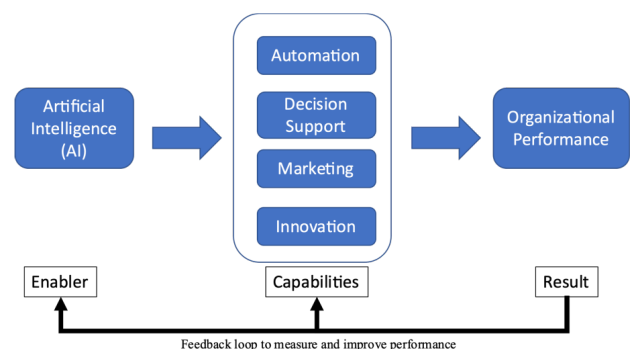 Automation
Artificial
Intelligence
(AI)
Decision
Support
Marketing
Innovation
Organizational
Performance
Enabler
Capabilities
Result
Feedback loop to measure and improve performance